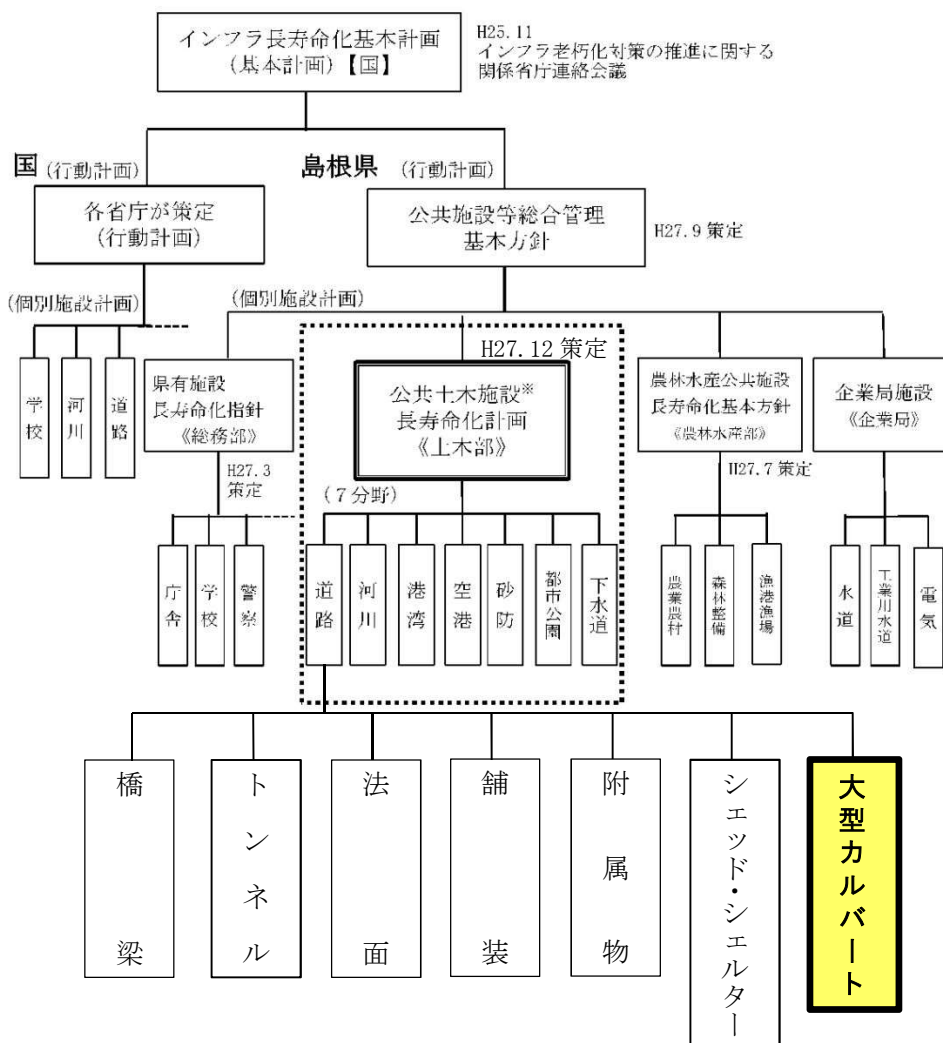 インフラ長寿命化基本計画
(基本計画)【国】
H25.11
インフラ老朽化対策の推進に関する
関係省庁連絡会議
国 (行動計画)
島根県 (行動計画)
各省庁が策定
(行動計画)
公共施設等総合管理
基本方針
H27.9 策定
(個別施設計画)
(個別施設計画)
学校
河川
道路
県有施設
長寿命化指針
《総務部》
H27.3
策定
H27.12 策定
公共土木施設※
長寿命化計画
《土木部》
(7分野)
農林水産公共施設
長寿命化基本方針
《農林水産部》
H27.7 策定
企業局施設
《企業局》
庁舎
学校
警察
道路
河川
港湾
空港
砂防
都市公園
下水道
農業農村
森林整備
漁港漁場
水道
工業用水道
電気
橋梁
トンネル
法面
舗装
附属物
シェッド・シェルター
大型カルバート